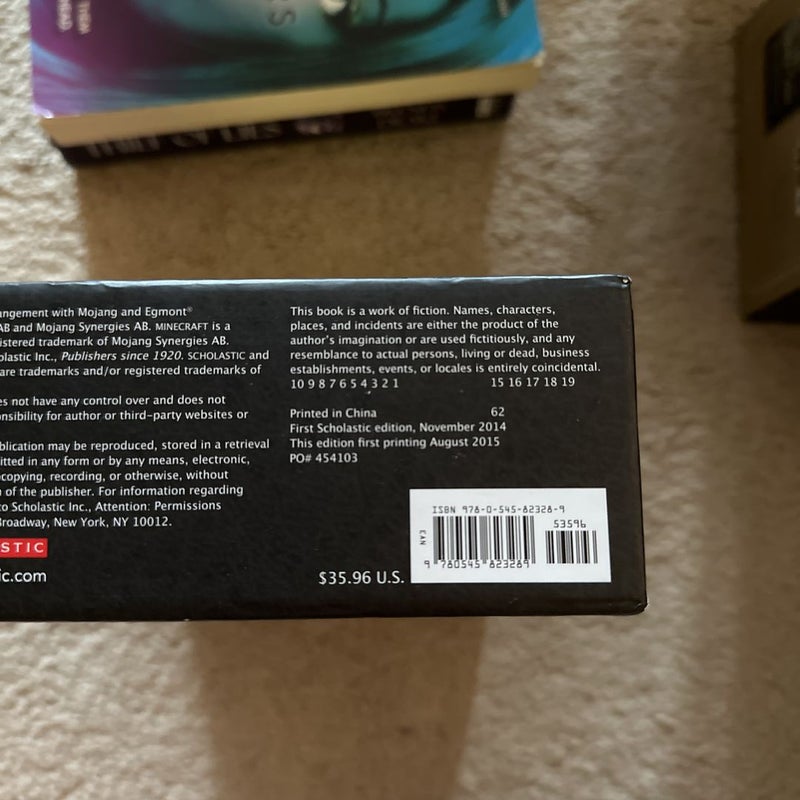 angement with Mojang and Egmont®
AB and Mojang Synergies AB. MINECRAFT is a
istered trademark of Mojang Synergies AB.
olastic Inc., Publishers since 1920. SCHOLASTIC and
are trademarks and/or registered trademarks of
es not have any control over and does not
onsibility for author or third-party websites or
blication may be reproduced, stored in a retrieval
itted in any form or by any means, electronic,
ocopying, recording, or otherwise, without
n of the publisher. For information regarding
to Scholastic Inc., Attention: Permissions
Broadway, New York, NY 10012.
STIC
ic.com
This book is a work of fiction. Names, characters,
places, and incidents are either the product of the
author's imagination or are used fictitiously, and any
resemblance to actual persons, living or dead, business
establishments, events, or locales is entirely coincidental.
10 9 8 7 6 5 4 3 2 1 15 16 17 18 19
Printed in China 62
First Scholastic edition, November 2014
This edition first printing August 2015
PO# 454103
$35.96 U.S.
ISBN 978-0-545-82328-9
53596
EAN
9 780545 823289